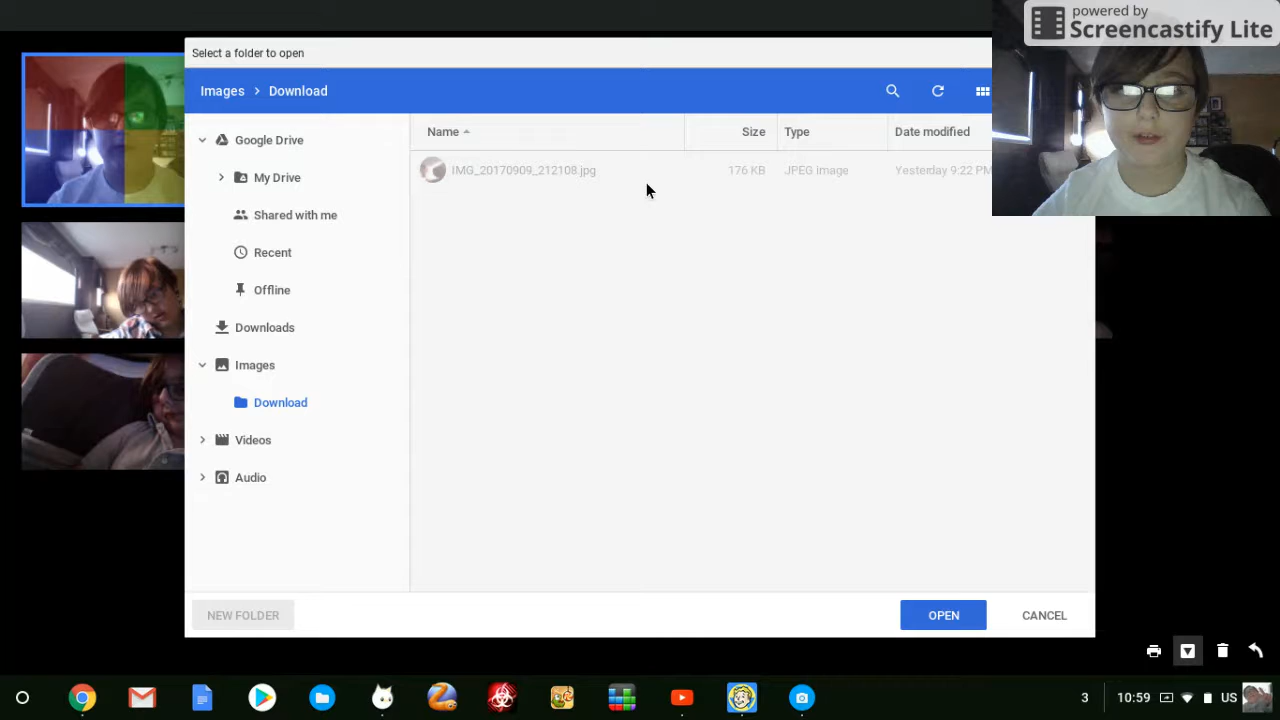 powered by
Screencastify Lite
Select a folder to open
Images > Download
Name Size Type Date modified
IMG_20170909_212108.jpg 176 KB JPEG image Yesterday 9:22 PM
Google Drive
My Drive
Shared with me
Recent
Offline
Downloads
Images
Download
Videos
Audio
NEW FOLDER OPEN CANCEL
3 10:59 US